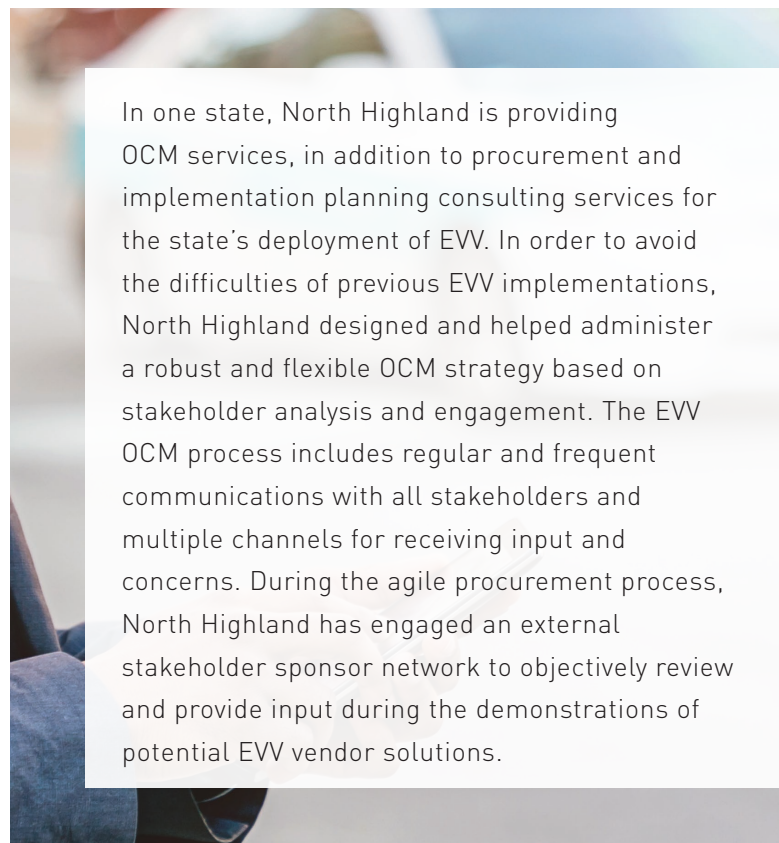 In one state, North Highland is providing
OCM services, in addition to procurement and
implementation planning consulting services for
the state’s deployment of EVV. In order to avoid
the difficulties of previous EVV implementations,
North Highland designed and helped administer
a robust and flexible OCM strategy based on
stakeholder analysis and engagement. The EVV
OCM process includes regular and frequent
communications with all stakeholders and
multiple channels for receiving input and
concerns. During the agile procurement process,
North Highland has engaged an external
stakeholder sponsor network to objectively review
and provide input during the demonstrations of
potential EVV vendor solutions.